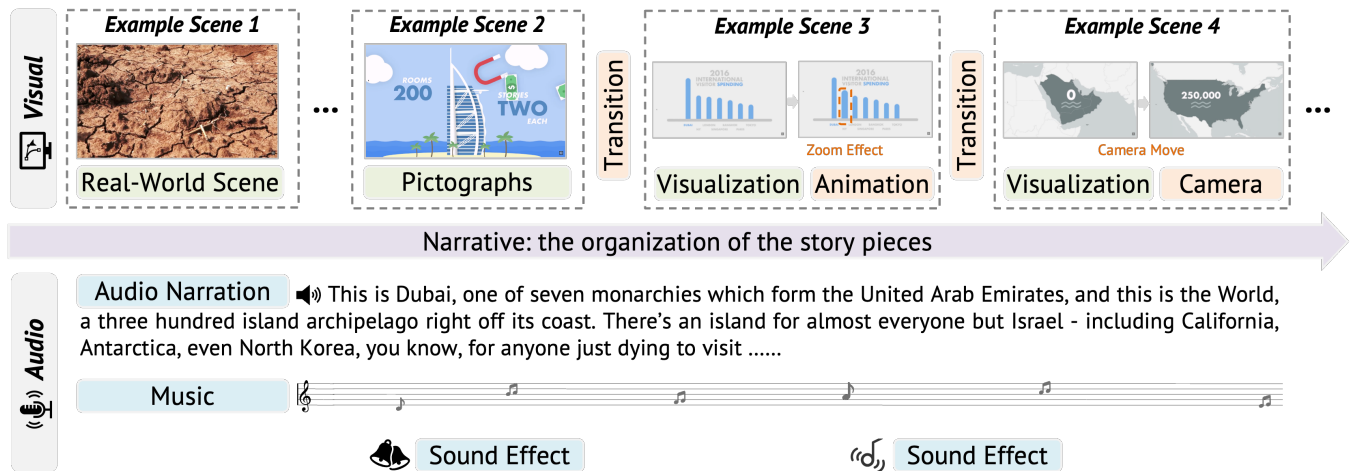 Visual
Example Scene 1
Real-World Scene
...
Example Scene 2
ROOMS
200
STORIES
TWO
EACH
Pictographs
Transition
Example Scene 3
2016
INTERNATIONAL
VISITOR SPENDING
2016
INTERNATIONAL
VISITOR SPENDING
Zoom Effect
Visualization
Animation
Transition
Example Scene 4
0
250,000
Camera Move
Visualization
Camera
...
Narrative: the organization of the story pieces
Audio
Audio Narration
This is Dubai, one of seven monarchies which form the United Arab Emirates, and this is the World,
a three hundred island archipelago right off its coast. There's an island for almost everyone but Israel - including California,
Antarctica, even North Korea, you know, for anyone just dying to visit ......
Music
Sound Effect
Sound Effect